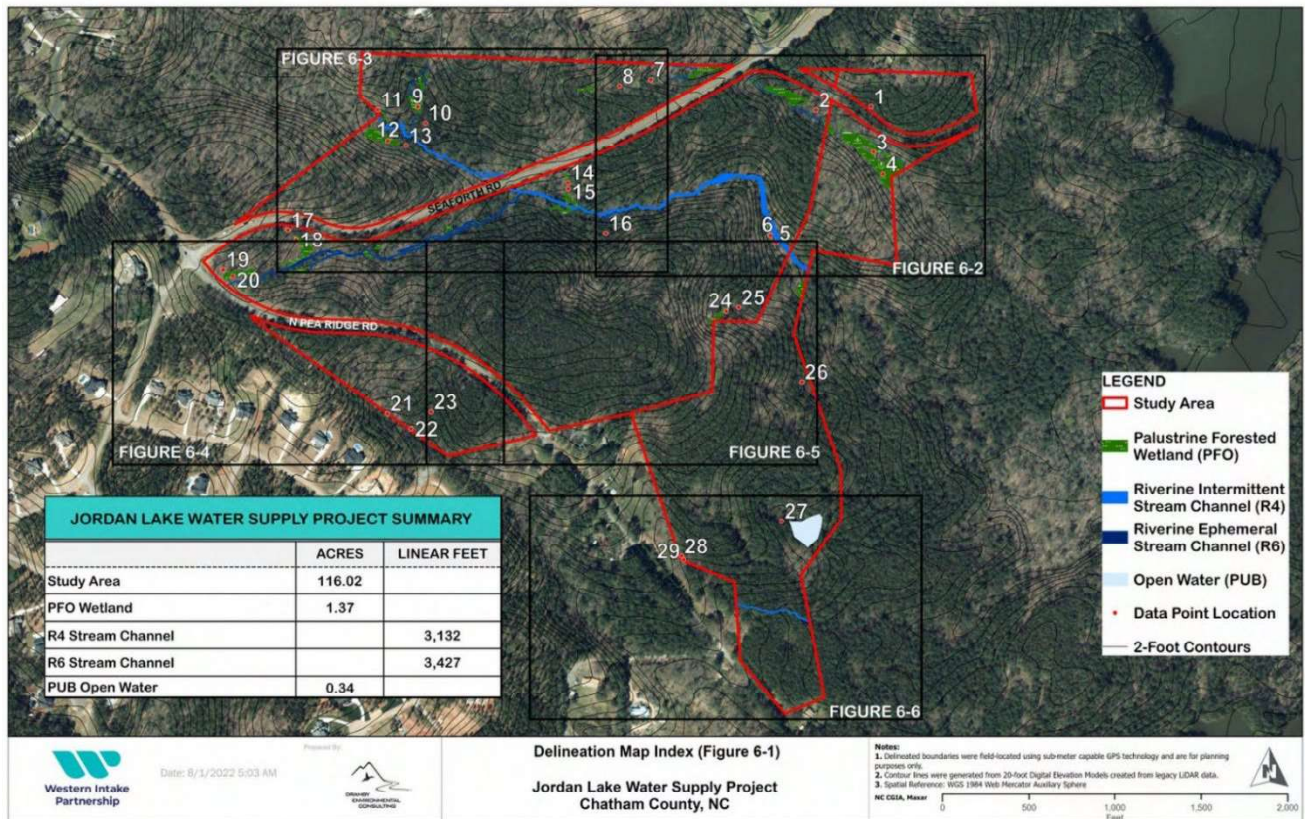 FIGURE 6-3
8
7
9
11
10
12
13
2
1
3
4
14
15
SEAFORTH RD
16
6
5
17
18
FIGURE 6-2
19
20
24
25
N PEA RIDGE RD
26
21
23
22
FIGURE 6-4
FIGURE 6-5
27
29
28
FIGURE 6-6
LEGEND
Study Area
Palustrine Forested
Wetland (PFO)
Riverine Intermittent
Stream Channel (R4)
Riverine Ephemeral
Stream Channel (R6)
Open Water (PUB)
Data Point Location
2-Foot Contours
JORDAN LAKE WATER SUPPLY PROJECT SUMMARY
ACRES LINEAR FEET
Study Area 116.02
PFO Wetland 1.37
R4 Stream Channel 3,132
R6 Stream Channel 3,427
PUB Open Water 0.34
Western Intake
Partnership
Date: 8/1/2022 5:03 AM
Prepared By:
ENVIRONMENTAL
CONSULTING
Delineation Map Index (Figure 6-1)
Jordan Lake Water Supply Project
Chatham County, NC
Notes:
1. Delineated boundaries were field-located using sub-meter capable GPS technology and are for planning
purposes only.
2. Contour lines were generated from 20-foot Digital Elevation Models created from legacy LiDAR data.
3. Spatial Reference: WGS 1984 Web Mercator Auxiliary Sphere
NC CGIA, Maxar
0 500 1,000 1,500 2,000
Feet
N